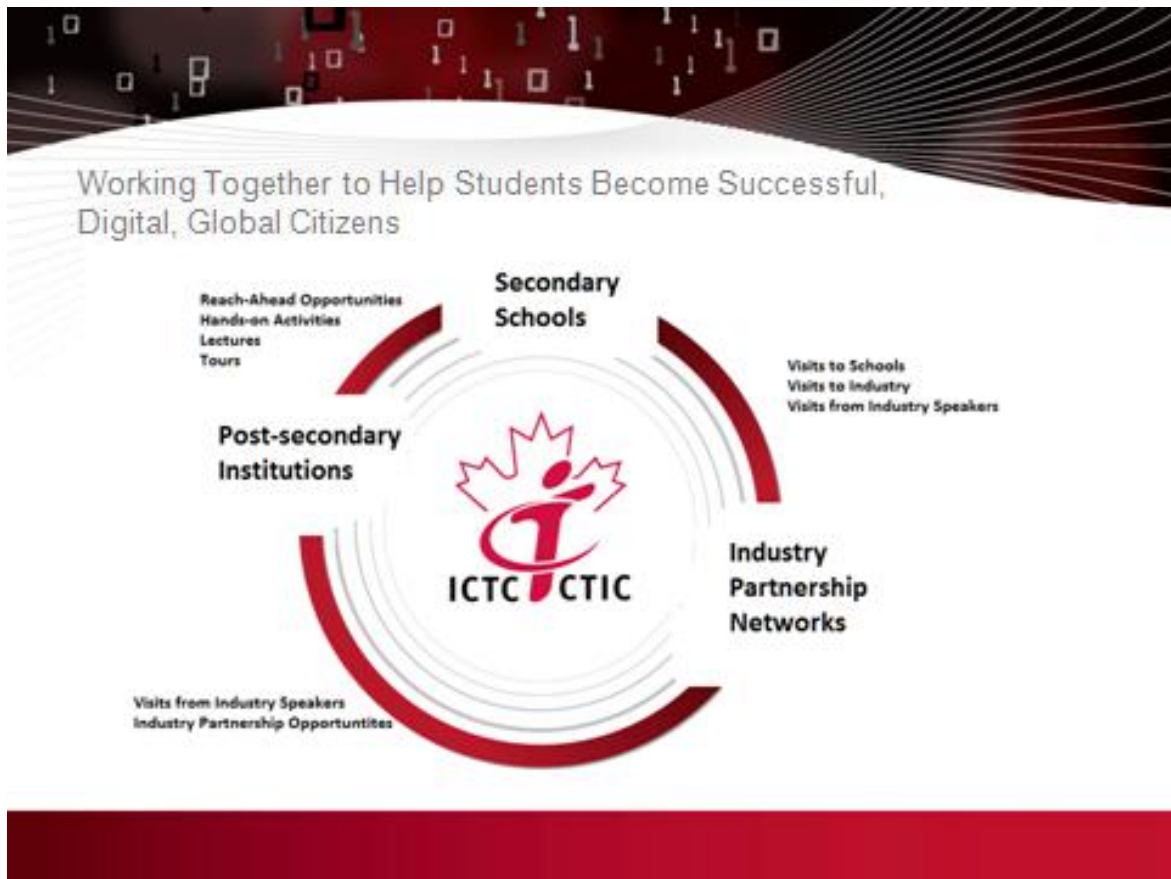 Working Together to Help Students Become Successful,
Digital, Global Citizens
Secondary
Schools
Reach-Ahead Opportunities
Hands-on Activities
Lectures
Tours
Visits to Schools
Visits to Industry
Visits from Industry Speakers
Post-secondary
Institutions
ICTC CTIC
Industry
Partnership
Networks
Visits from Industry Speakers
Industry Partnership Opportuntites